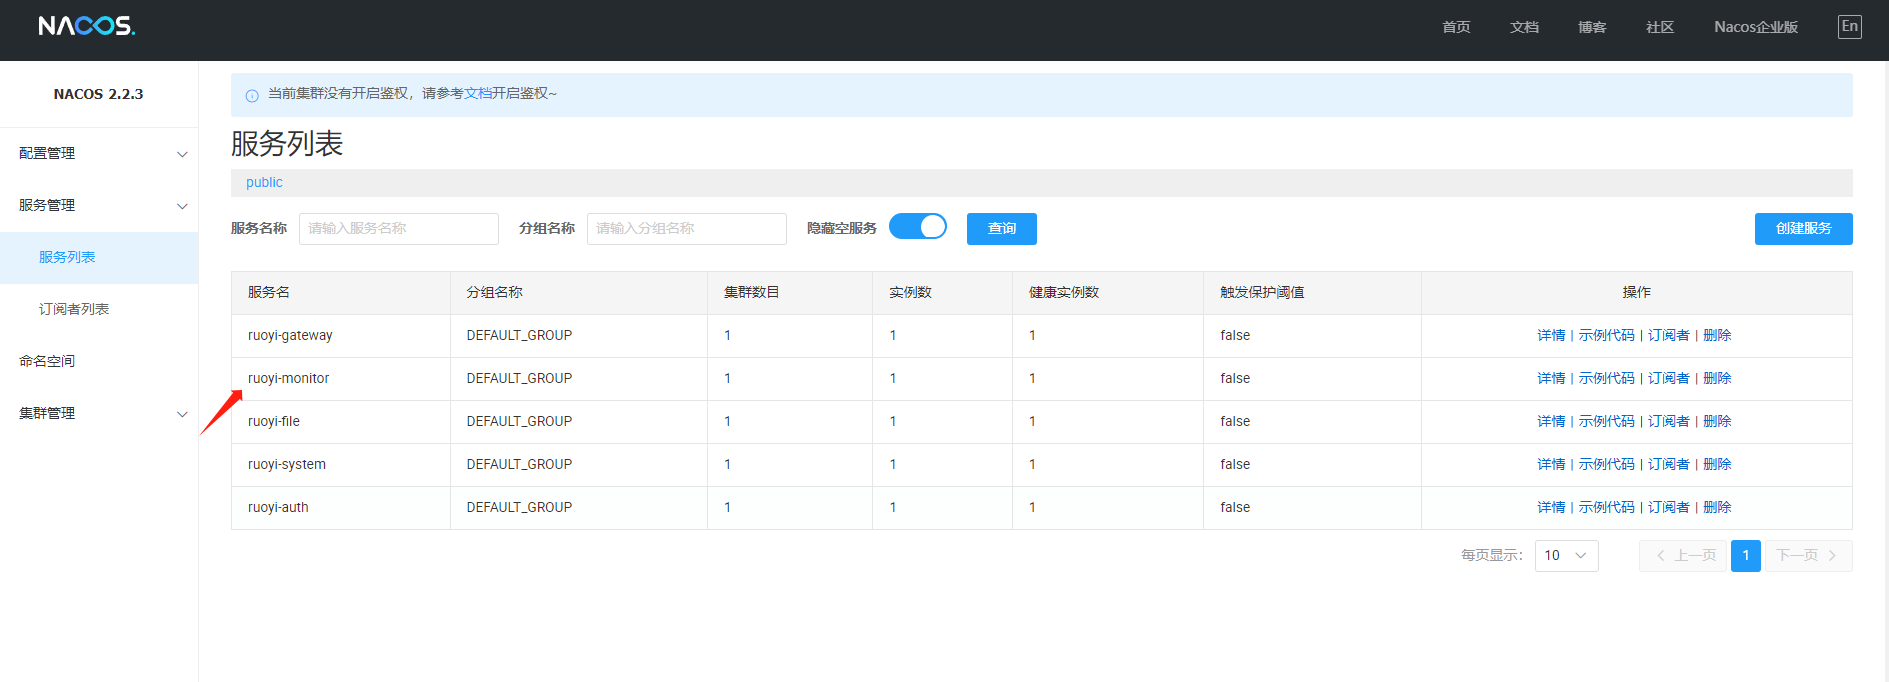 NACOS.
首页 文档 博客 社区 Nacos企业版 En
NACOS 2.2.3
配置管理
服务管理
服务列表
订阅者列表
命名空间
集群管理
当前集群没有开启鉴权，请参考文档开启鉴权~
服务列表
public
服务名称 请输入服务名称 分组名称 请输入分组名称 隐藏空服务 查询 创建服务
服务名 分组名称 集群数目 实例数 健康实例数 触发保护阈值 操作
ruoyi-gateway DEFAULT_GROUP 1 1 1 false 详情 | 示例代码 | 订阅者 | 删除
ruoyi-monitor DEFAULT_GROUP 1 1 1 false 详情 | 示例代码 | 订阅者 | 删除
ruoyi-file DEFAULT_GROUP 1 1 1 false 详情 | 示例代码 | 订阅者 | 删除
ruoyi-system DEFAULT_GROUP 1 1 1 false 详情 | 示例代码 | 订阅者 | 删除
ruoyi-auth DEFAULT_GROUP 1 1 1 false 详情 | 示例代码 | 订阅者 | 删除
每页显示： 10 上一页 1 下一页